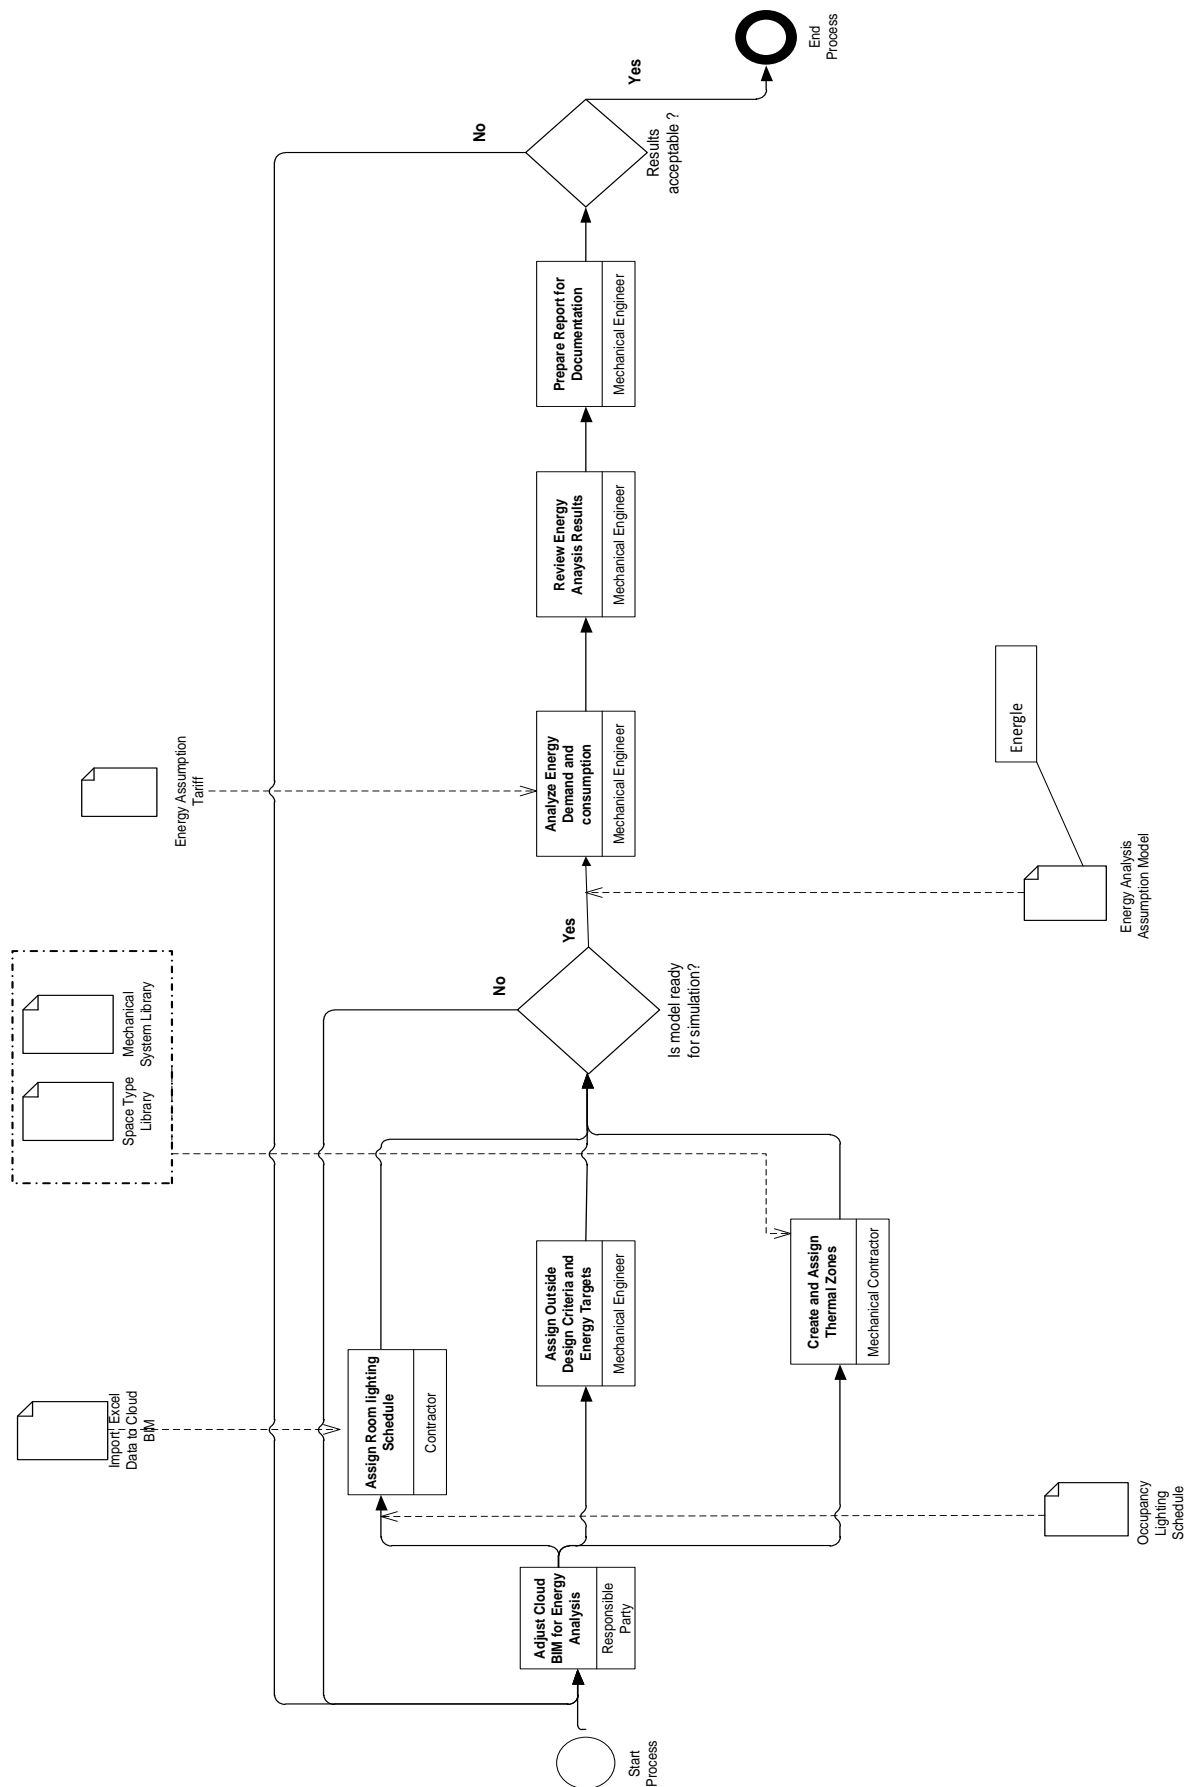 Start
Process
Adjust Cloud
BIM for Energy
Analysis
Responsible
Party
Import Excel
Data to Cloud
BIM
Assign Room lighting
Schedule
Contractor
Assign Outside
Design Criteria and
Energy Targets
Mechanical Engineer
Create and Assign
Thermal Zones
Mechanical Contractor
Occupancy
Lighting
Schedule
Space Type
Library
Mechanical
System Library
Is model ready
for simulation?
No
Yes
Energy Analysis
Assumption Model
Energle
Energy Assumption
Tariff
Analyze Energy
Demand and
consumption
Mechanical Engineer
Review Energy
Anaysis Results
Mechanical Engineer
Prepare Report for
Documentation
Mechanical Engineer
Results
acceptable ?
No
Yes
End
Process